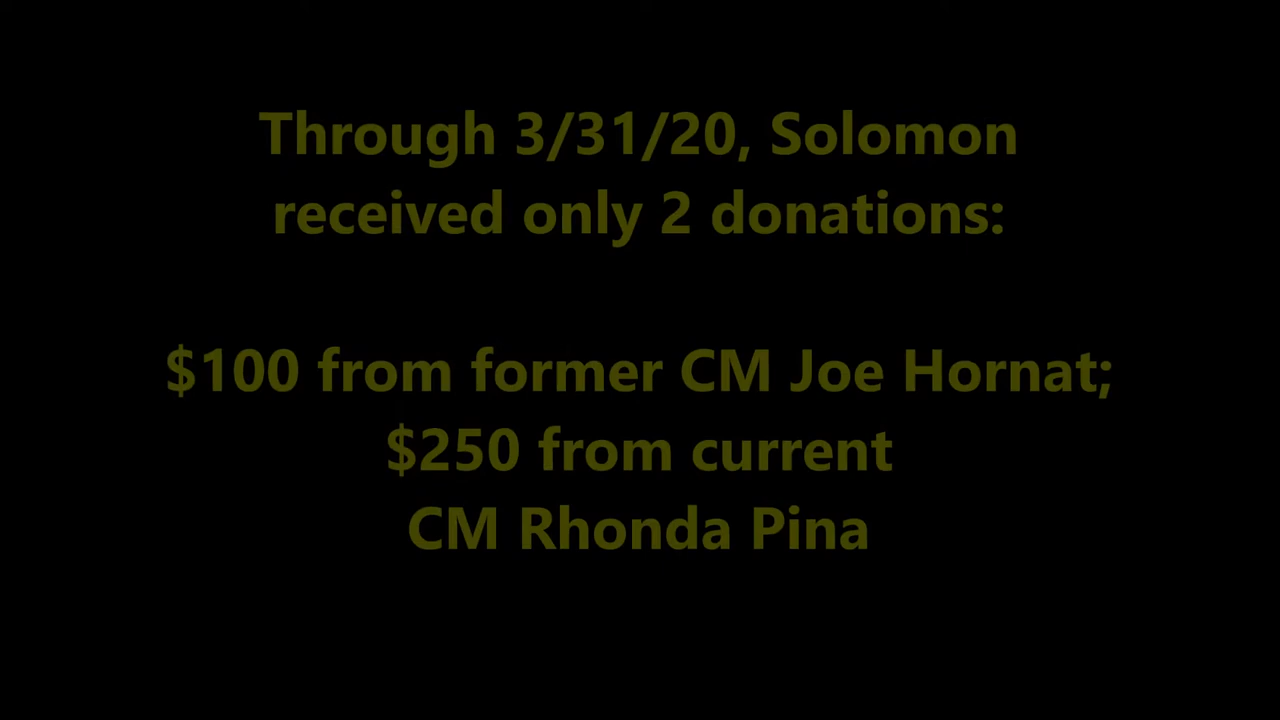 Through 3/31/20, Solomon
received only 2 donations:
$100 from former CM Joe Hornat;
$250 from current
CM Rhonda Pina